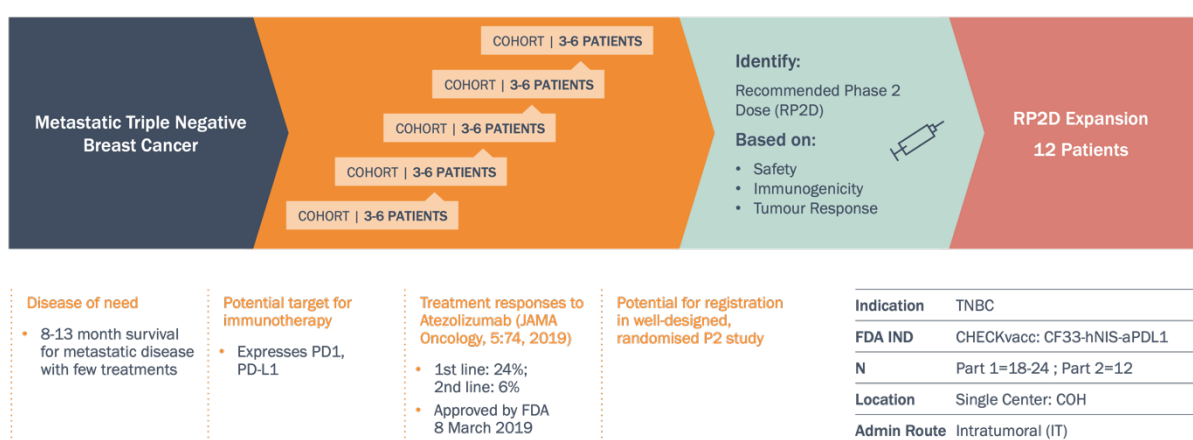 Metastatic Triple Negative
Breast Cancer
COHORT | 3-6 PATIENTS
COHORT | 3-6 PATIENTS
COHORT | 3-6 PATIENTS
COHORT | 3-6 PATIENTS
COHORT | 3-6 PATIENTS
Identify:
Recommended Phase 2
Dose (RP2D)
Based on:
• Safety
• Immunogenicity
• Tumour Response
RP2D Expansion
12 Patients
Disease of need
• 8-13 month survival
for metastatic disease
with few treatments
Potential target for
immunotherapy
• Expresses PD1,
PD-L1
Treatment responses to
Atezolizumab (JAMA
Oncology, 5:74, 2019)
• 1st line: 24%;
2nd line: 6%
• Approved by FDA
8 March 2019
Potential for registration
in well-designed,
randomised P2 study
Indication TNBC
FDA IND CHECKvacc: CF33-hNIS-aPDL1
N Part 1=18-24 ; Part 2=12
Location Single Center: COH
Admin Route Intratumoral (IT)